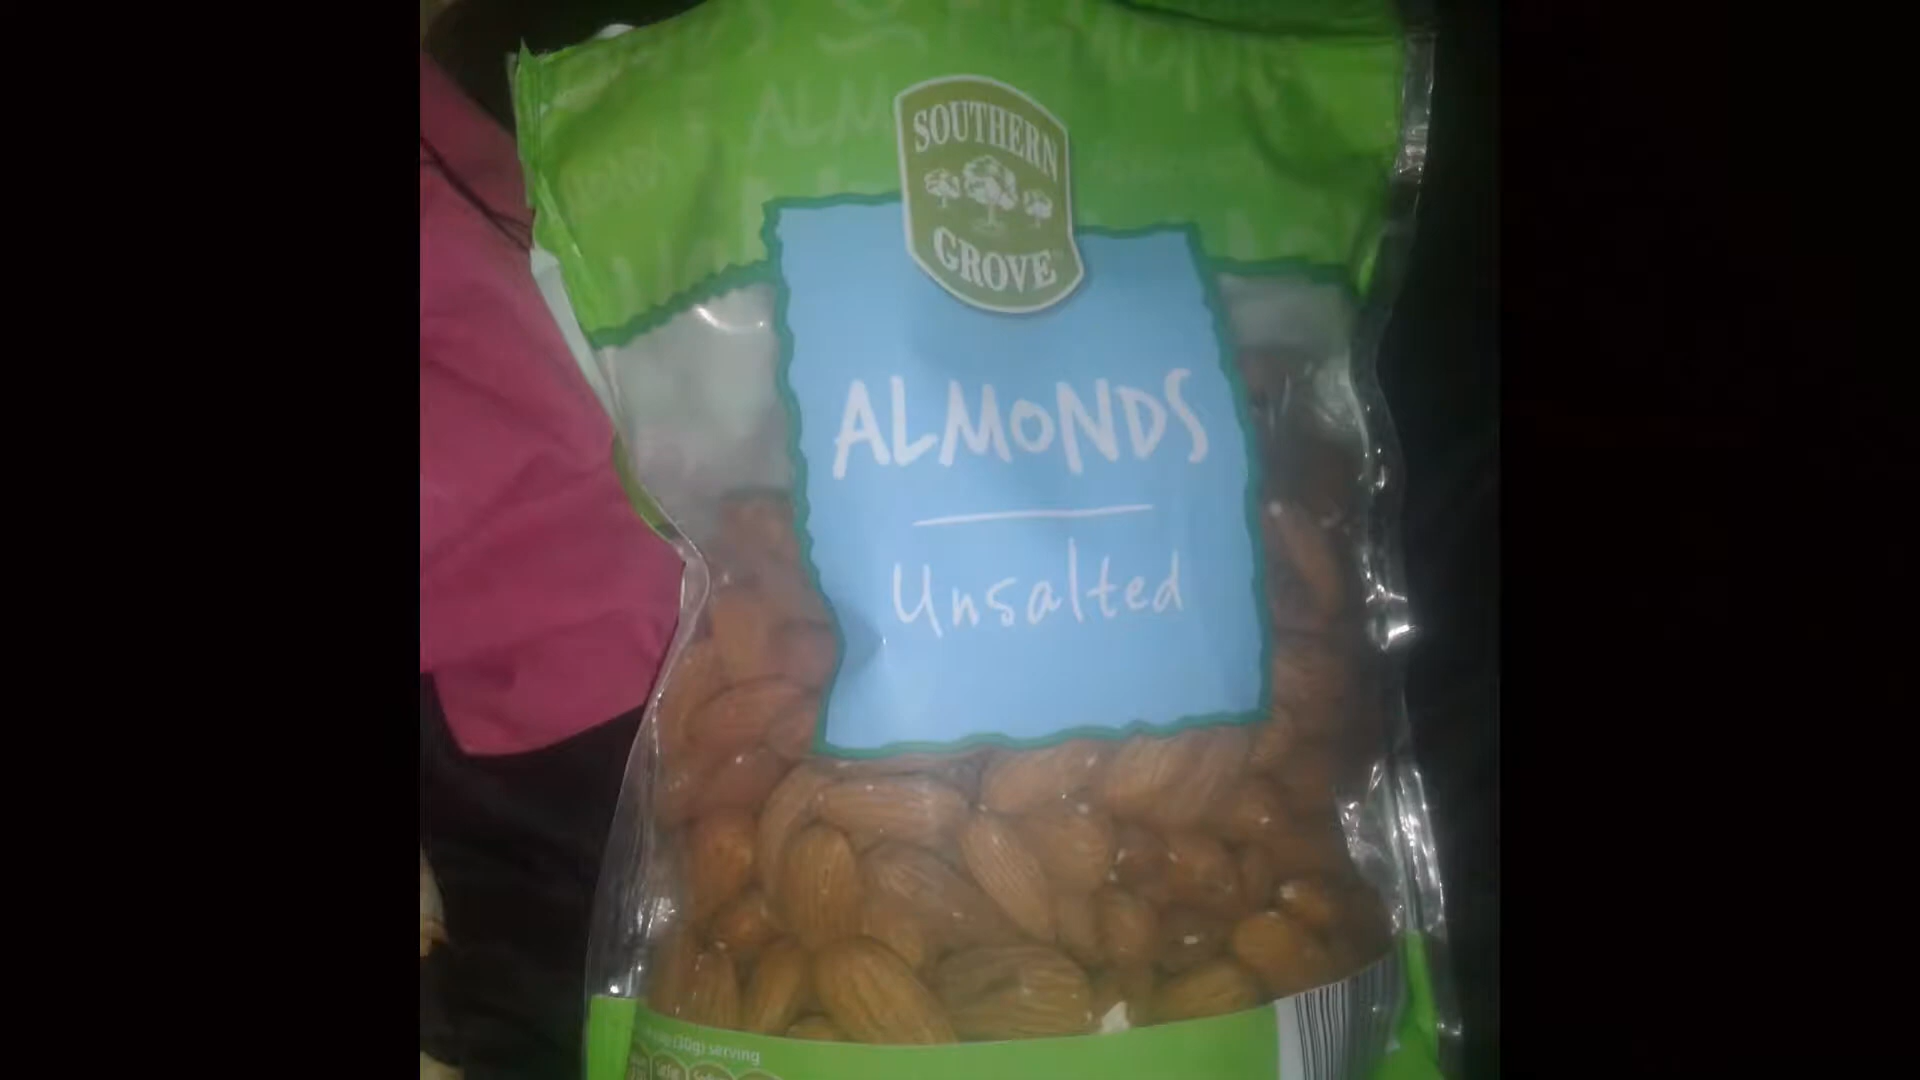 SOUTHERN
GROVE
ALMONDS
Unsalted
(30g) serving